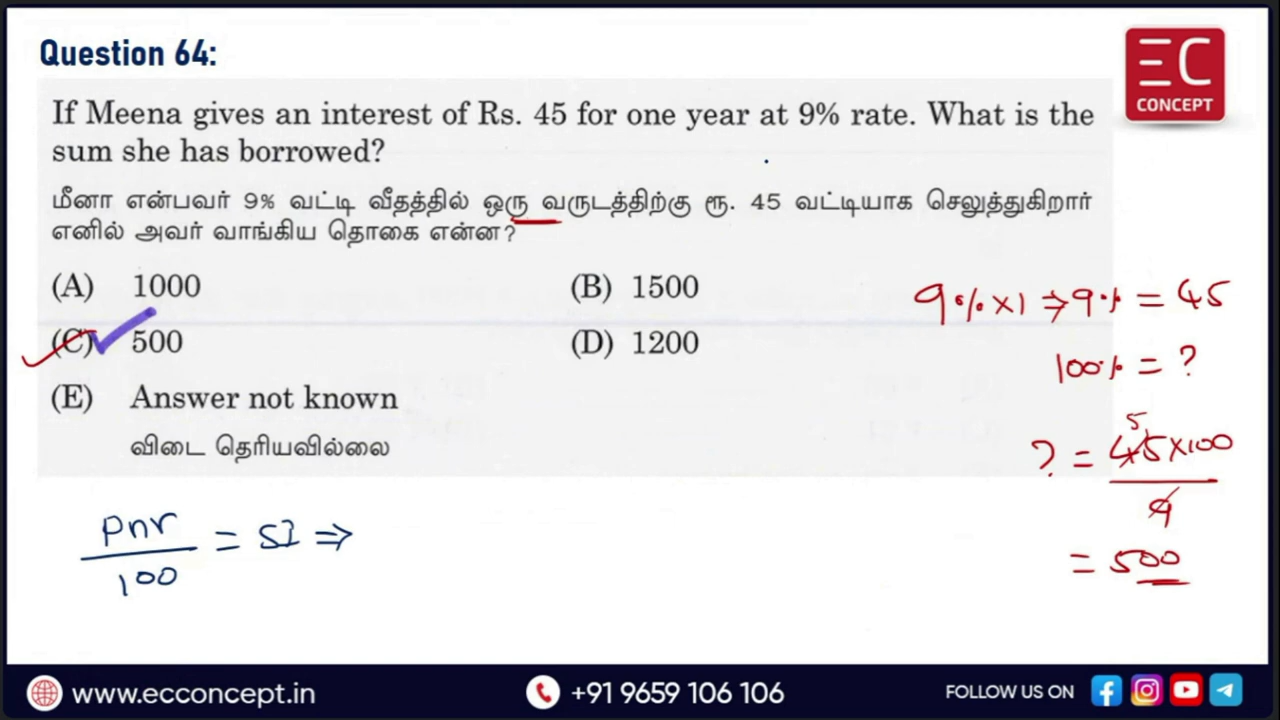 Question 64:
EC
CONCEPT
If Meena gives an interest of Rs. 45 for one year at 9% rate. What is the
sum she has borrowed?
மீனா என்பவர் 9% வட்டி வீதத்தில் ஒரு வருடத்திற்கு ரூ. 45 வட்டியாக செலுத்துகிறார்
எனில் அவர் வாங்கிய தொகை என்ன?
(A) 1000
(B) 1500
(C) 500
(D) 1200
(E) Answer not known
விடை தெரியவில்லை
9% × 1 ⇒ 9% = 45
100% = ?
5
? = 45×100
9
= 500
pnr
100
= SI ⇒
www.ecconcept.in
+91 9659 106 106
FOLLOW US ON